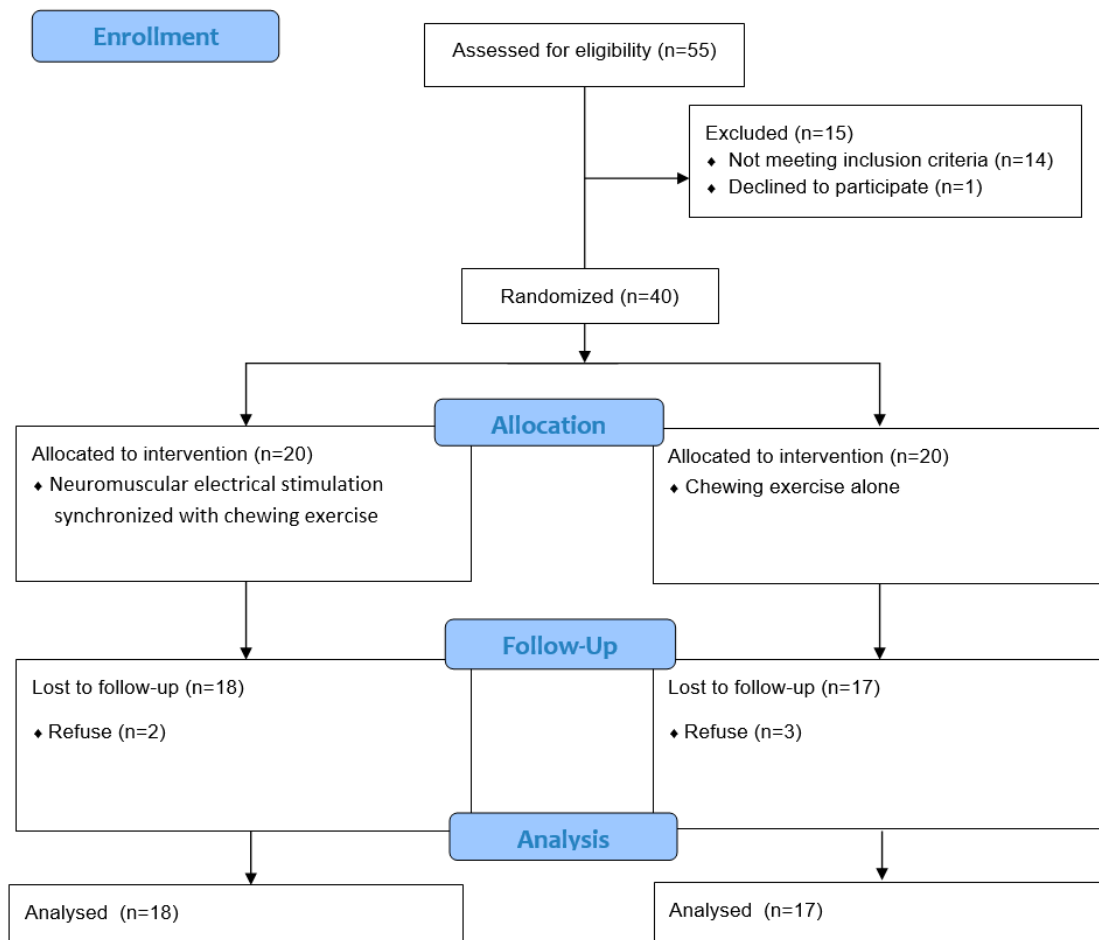 Enrollment
Assessed for eligibility (n=55)
Excluded (n=15)
♦ Not meeting inclusion criteria (n=14)
♦ Declined to participate (n=1)
Randomized (n=40)
Allocation
Allocated to intervention (n=20)
♦ Neuromuscular electrical stimulation
synchronized with chewing exercise
Allocated to intervention (n=20)
♦ Chewing exercise alone
Follow-Up
Lost to follow-up (n=18)
♦ Refuse (n=2)
Lost to follow-up (n=17)
♦ Refuse (n=3)
Analysis
Analysed (n=18)
Analysed (n=17)